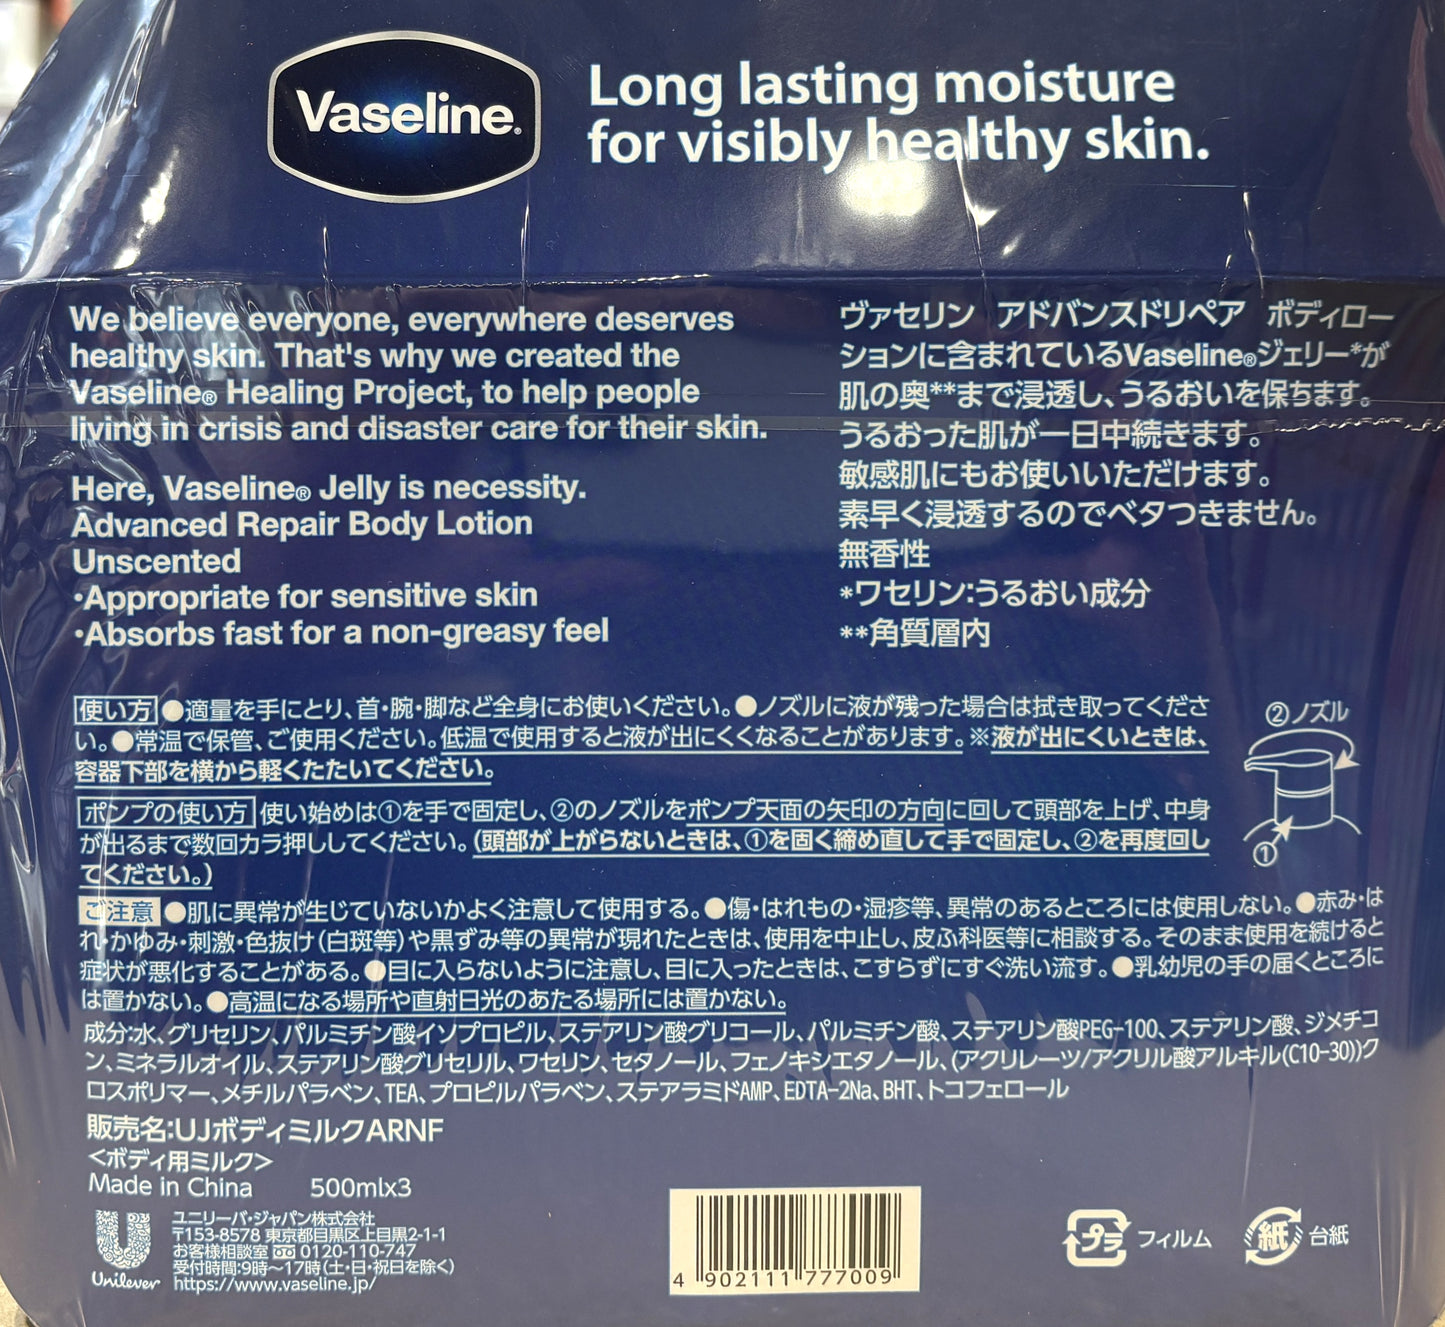 Vaseline®
Long lasting moisture
for visibly healthy skin.
We believe everyone, everywhere deserves
healthy skin. That's why we created the
Vaseline® Healing Project, to help people
living in crisis and disaster care for their skin.
Here, Vaseline® Jelly is necessity.
Advanced Repair Body Lotion
Unscented
•Appropriate for sensitive skin
•Absorbs fast for a non-greasy feel
ヴァセリン アドバンスドリペア ボディロー
ションに含まれているVaseline®ジェリー*が
肌の奥**まで浸透し、うるおいを保ちます。
うるおった肌が一日中続きます。
敏感肌にもお使いいただけます。
素早く浸透するのでベタつきません。
無香性
*ワセリン:うるおい成分
**角質層内
使い方 ●適量を手にとり、首・腕・脚など全身にお使いください。●ノズルに液が残った場合は拭き取ってくださ
い。●常温で保管、ご使用ください。低温で使用すると液が出にくくなることがあります。※液が出にくいときは、
容器下部を横から軽くたたいてください。
ポンプの使い方 使い始めは①を手で固定し、②のノズルをポンプ天面の矢印の方向に回して頭部を上げ、中身
が出るまで数回カラ押ししてください。(頭部が上がらないときは、①を固く締め直して手で固定し、②を再度回し
てください。)
②ノズル
①
ご注意 ●肌に異常が生じていないかよく注意して使用する。●傷・はれもの・湿疹等、異常のあるところには使用しない。●赤み・は
れ・かゆみ・刺激・色抜け(白斑等)や黒ずみ等の異常が現れたときは、使用を中止し、皮ふ科医等に相談する。そのまま使用を続けると
症状が悪化することがある。●目に入らないように注意し、目に入ったときは、こすらずにすぐ洗い流す。●乳幼児の手の届くところに
は置かない。●高温になる場所や直射日光のあたる場所には置かない。
成分:水、グリセリン、パルミチン酸イソプロピル、ステアリン酸グリコール、パルミチン酸、ステアリン酸PEG-100、ステアリン酸、ジメチコ
ン、ミネラルオイル、ステアリン酸グリセリル、ワセリン、セタノール、フェノキシエタノール、(アクリレーツ/アクリル酸アルキル(C10-30))ク
ロスポリマー、メチルパラベン、TEA、プロピルパラベン、ステアラミドAMP、EDTA-2Na、BHT、トコフェロール
販売名:UJボディミルクARNF
<ボディ用ミルク>
Made in China 500mlx3
Unilever
ユニリーバ・ジャパン株式会社
〒153-8578 東京都目黒区上目黒2-1-1
お客様相談室 0120-110-747
受付時間:9時〜17時(土・日・祝日を除く)
https://www.vaseline.jp/
4 902111 777009
プラ フィルム
紙 台紙